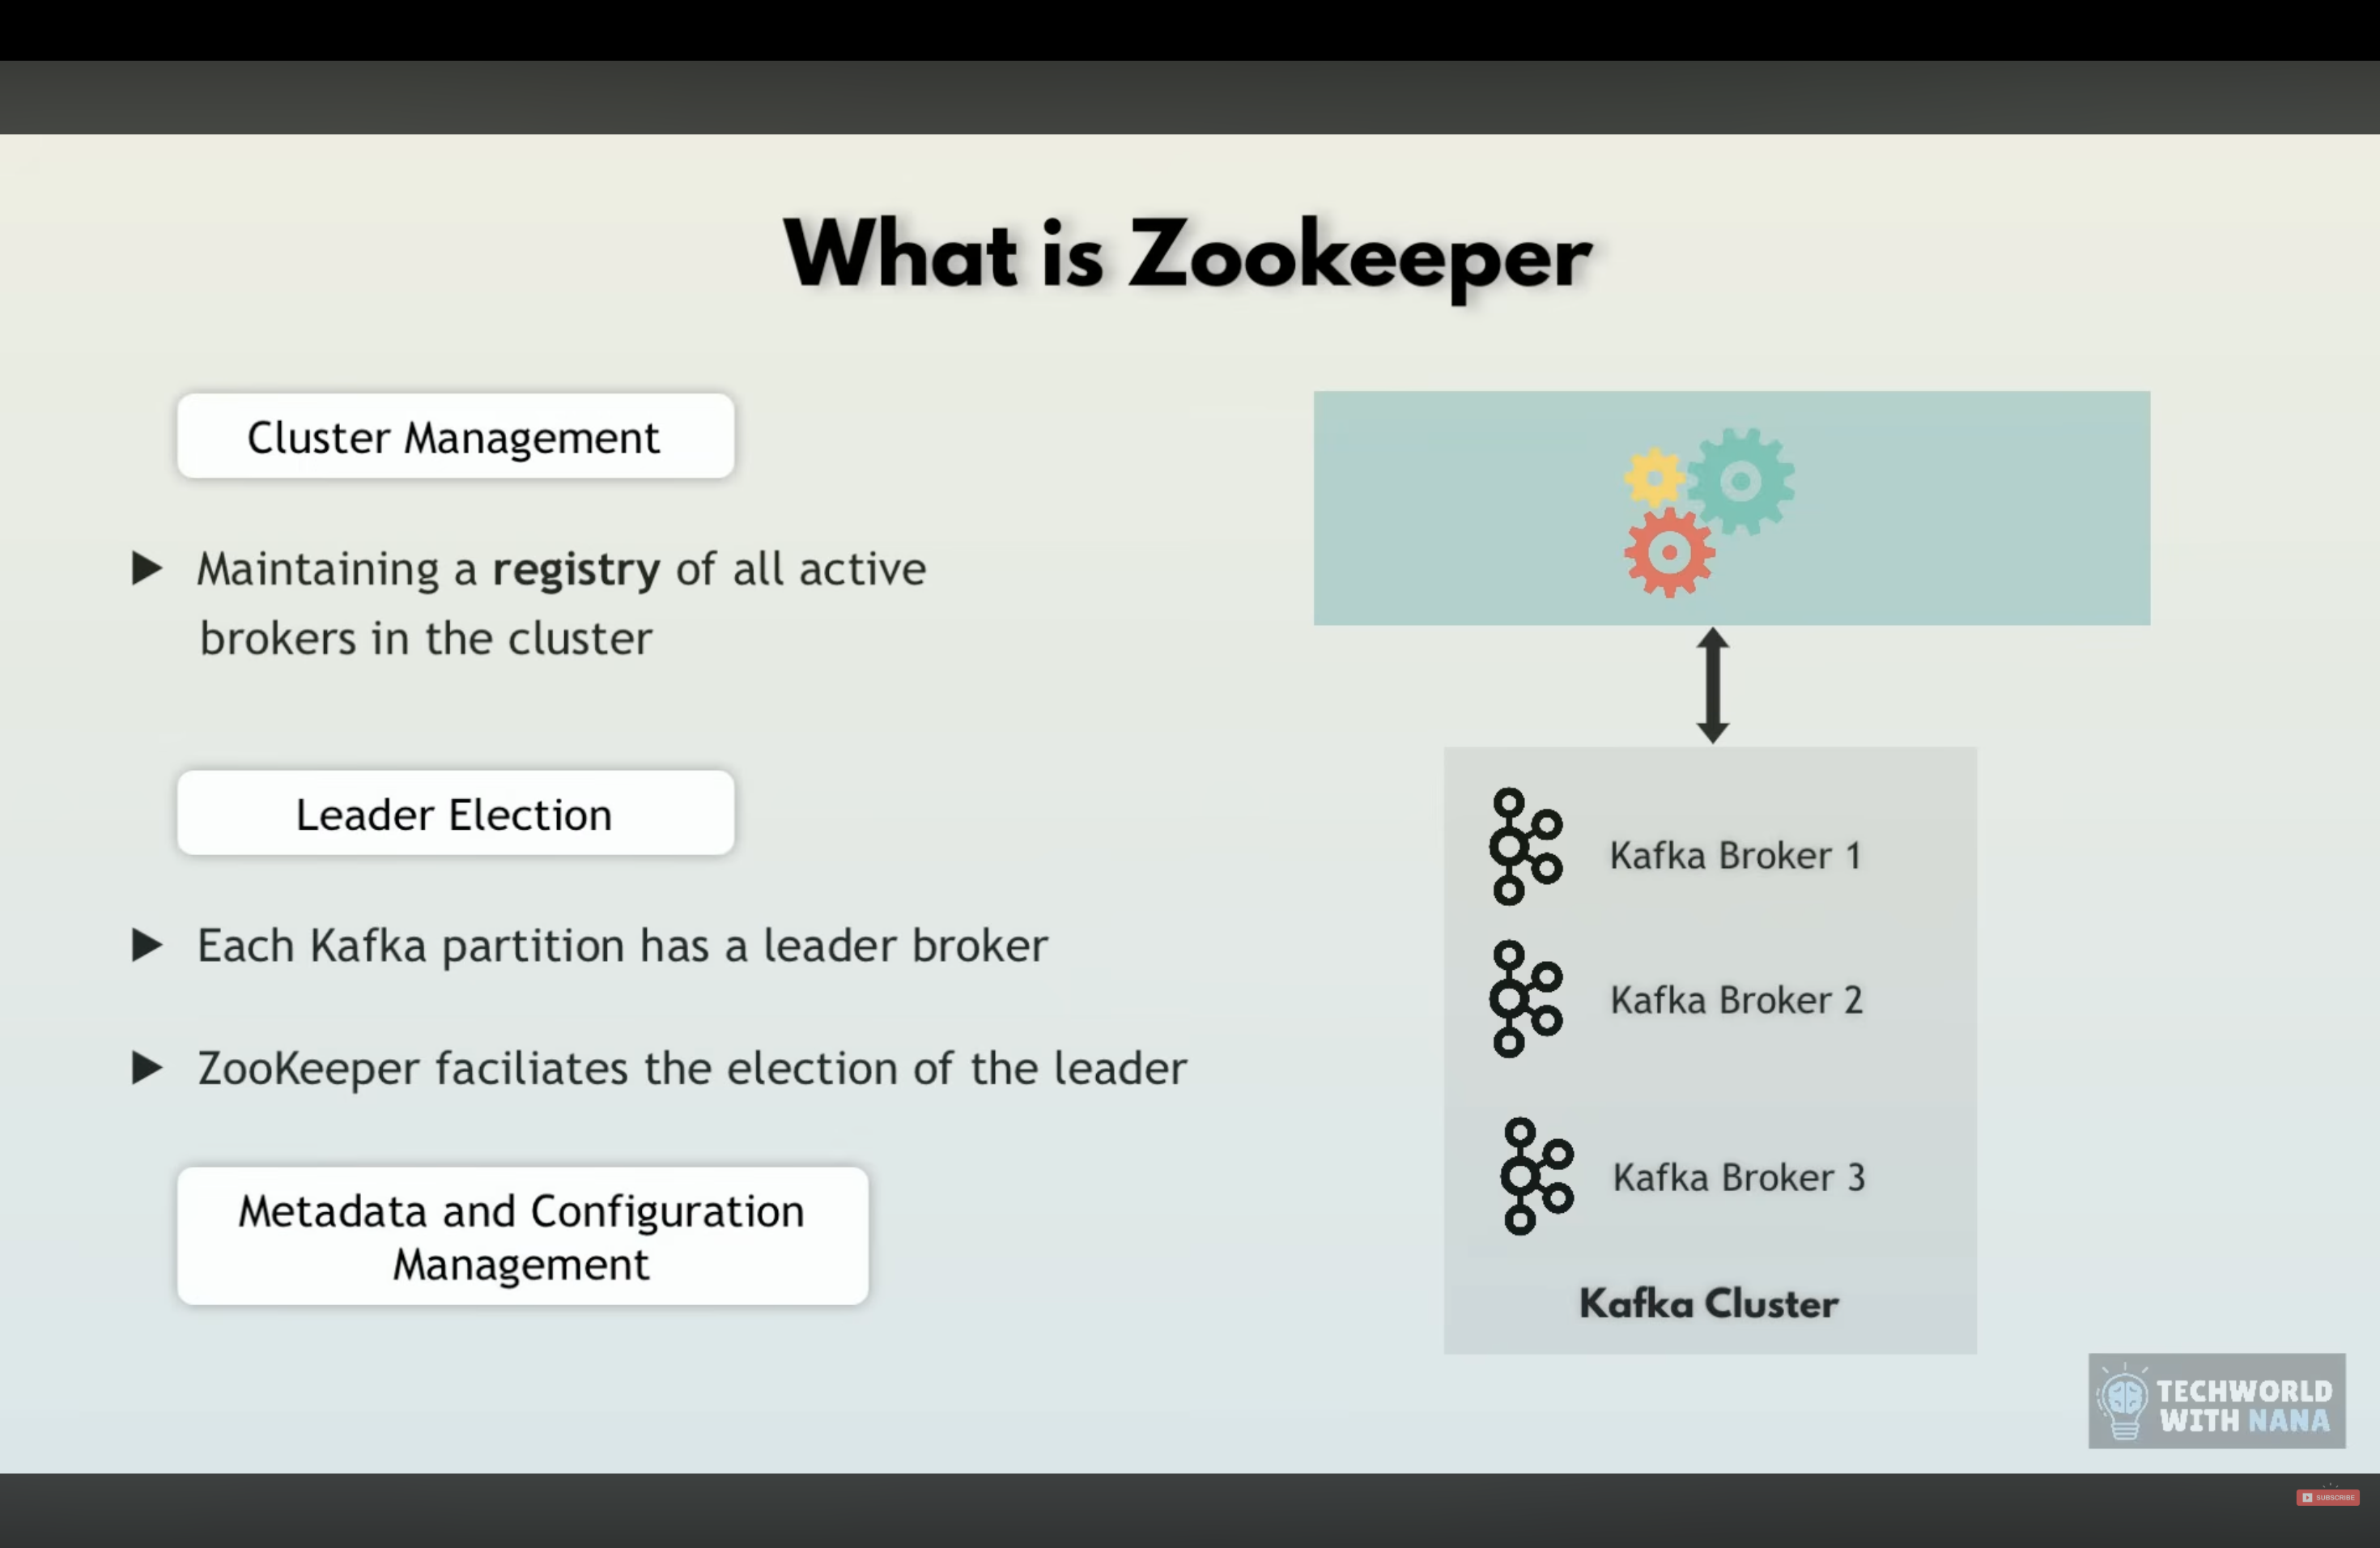 What is Zookeeper
Cluster Management
▶ Maintaining a registry of all active
brokers in the cluster
Leader Election
▶ Each Kafka partition has a leader broker
▶ ZooKeeper faciliates the election of the leader
Metadata and Configuration
Management
Kafka Broker 1
Kafka Broker 2
Kafka Broker 3
Kafka Cluster
TECHWORLD
WITH NANA
SUBSCRIBE